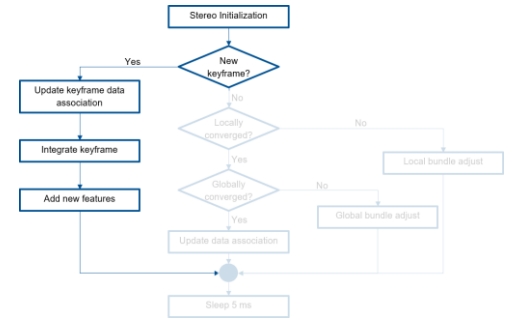 Stereo Initialization
Yes
New
keyframe?
Update keyframe data
association
No
Locally
converged?
No
Integrate keyframe
Yes
Local bundle adjust
Globally
converged?
No
Add new features
Global bundle adjust
Yes
Update data association
Sleep 5 ms